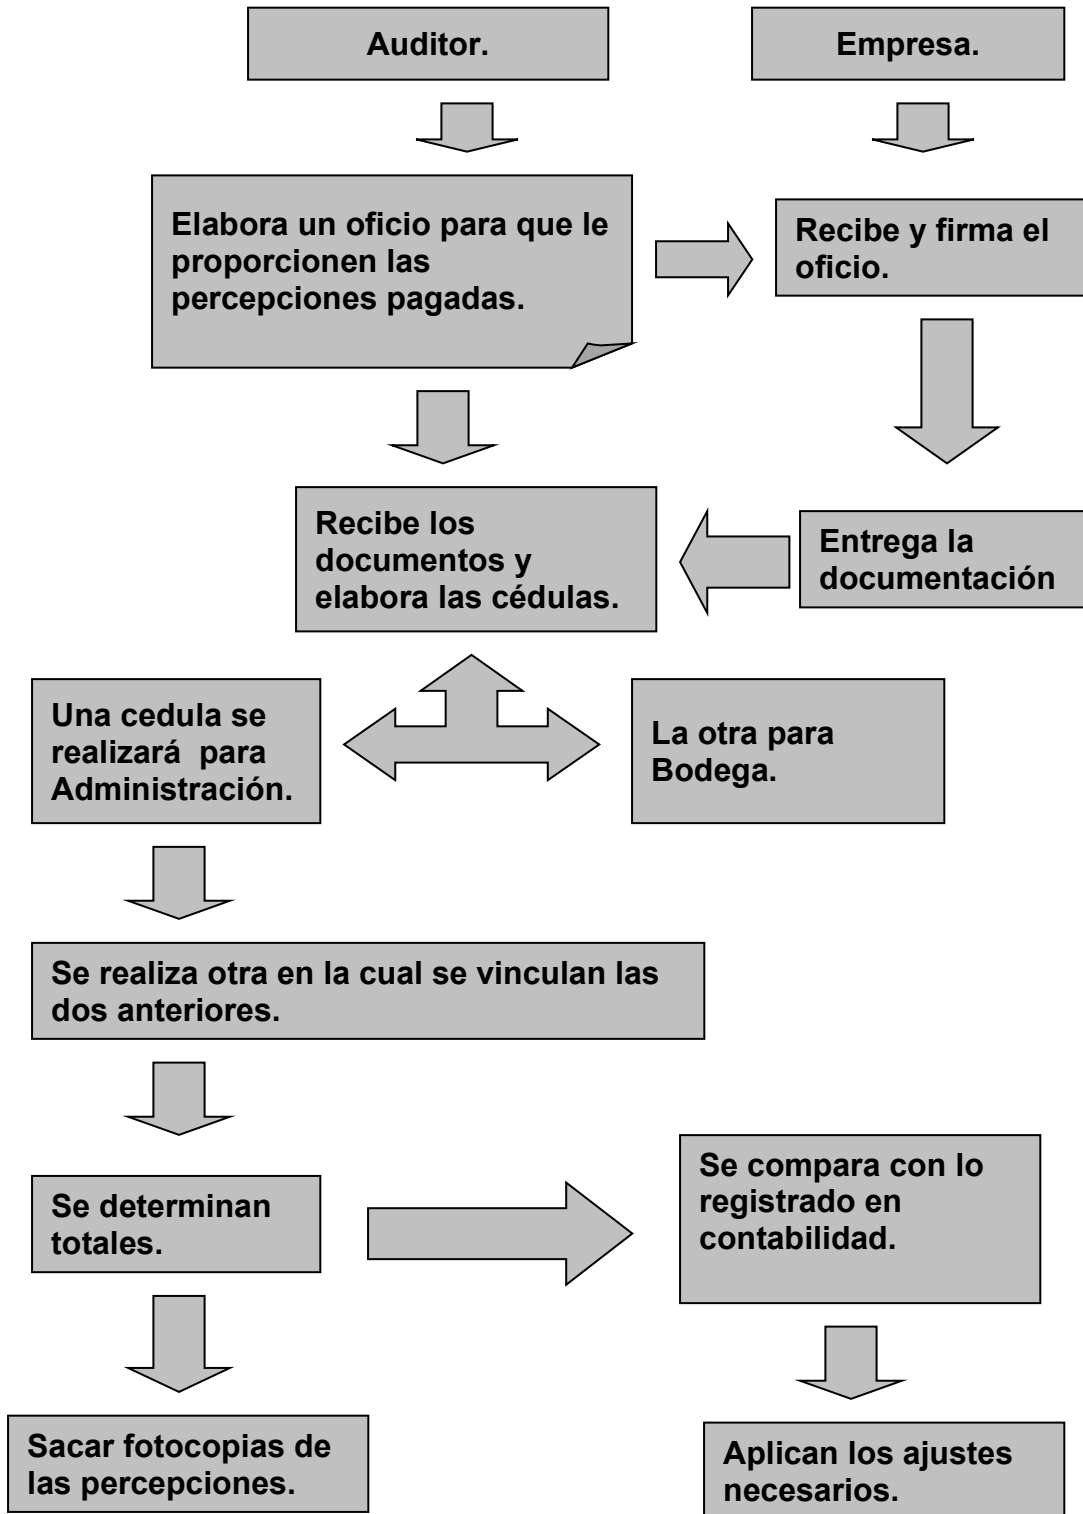 Auditor.
Empresa.
Elabora un oficio para que le
proporcionen las
percepciones pagadas.
Recibe y firma el
oficio.
Recibe los
documentos y
elabora las cédulas.
Entrega la
documentación
Una cedula se
realizará para
Administración.
La otra para
Bodega.
Se realiza otra en la cual se vinculan las
dos anteriores.
Se determinan
totales.
Se compara con lo
registrado en
contabilidad.
Sacar fotocopias de
las percepciones.
Aplican los ajustes
necesarios.